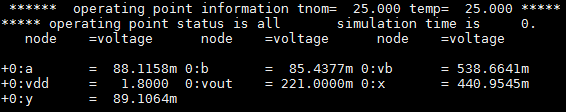 ****** operating point information tnom= 25.000 temp= 25.000 *****
***** operating point status is all simulation time is 0.
node =voltage node =voltage node =voltage
+0:a = 88.1158m 0:b = 85.4377m 0:vb = 538.6641m
+0:vdd = 1.8000 0:vout = 221.0000m 0:x = 440.9545m
+0:y = 89.1064m